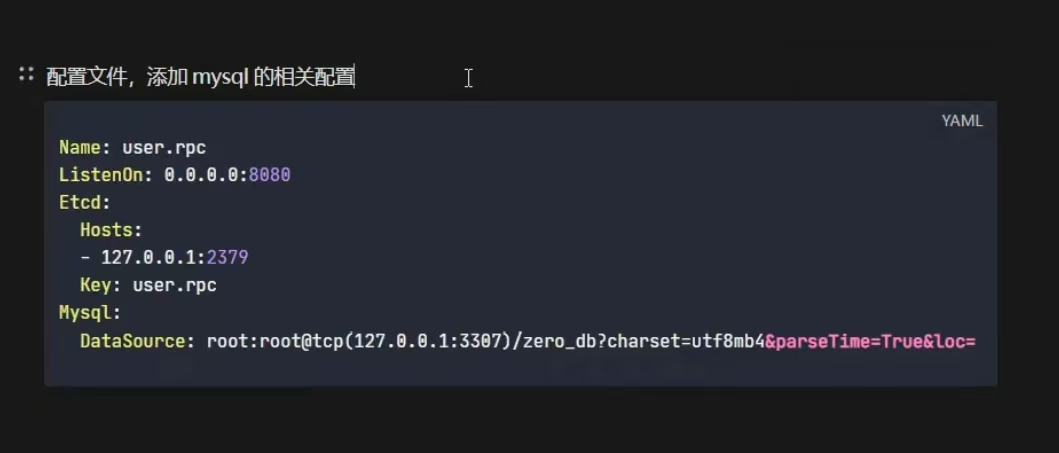 配置文件，添加 mysql 的相关配置
YAML
Name: user.rpc
ListenOn: 0.0.0.0:8080
Etcd:
  Hosts:
  - 127.0.0.1:2379
  Key: user.rpc
Mysql:
  DataSource: root:root@tcp(127.0.0.1:3307)/zero_db?charset=utf8mb4&parseTime=True&loc=